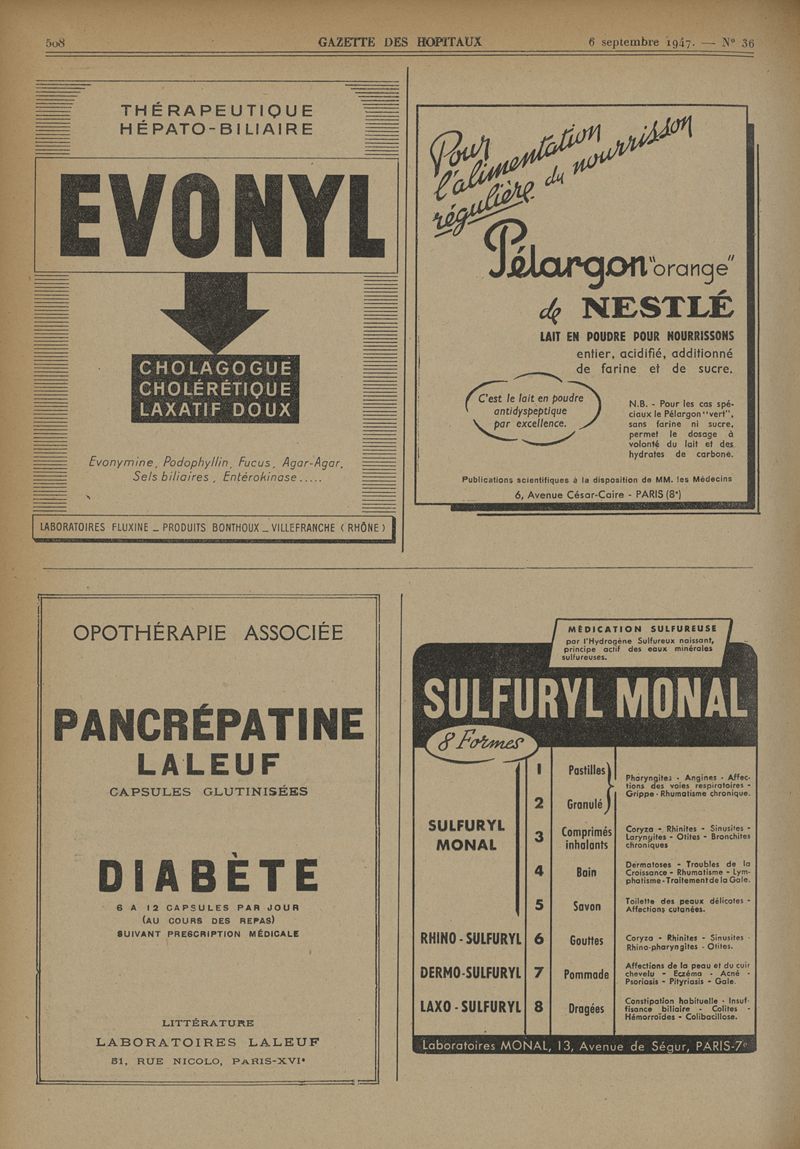 508
GAZETTE DES HOPITAUX
6 septembre 1947. — N° 36
THÉRAPEUTIQUE
HÉPATO-BILIAIRE
EVONYL
CHOLAGOGUE
CHOLÉRÉTIQUE
LAXATIF DOUX
Evonymine, Podophyllin, Fucus, Agar-Agar,
Sels biliaires, Entérokinase.....
LABORATOIRES FLUXINE _ PRODUITS BONTHOUX _ VILLEFRANCHE (RHÔNE)
Pour
l'alimentation
régulière du nourrisson
Pélargon "orange"
de NESTLÉ
LAIT EN POUDRE POUR NOURRISSONS
entier, acidifié, additionné
de farine et de sucre.
C'est le lait en poudre
antidyspeptique
par excellence.
N.B. - Pour les cas spé-
ciaux le Pélargon "vert",
sans farine ni sucre,
permet le dosage à
volonté du lait et des
hydrates de carbone.
Publications scientifiques à la disposition de MM. les Médecins
6, Avenue César-Caire - PARIS (8e)
OPOTHÉRAPIE ASSOCIÉE
PANCRÉPATINE
LALEUF
CAPSULES GLUTINISÉES
DIABÈTE
6 A 12 CAPSULES PAR JOUR
(AU COURS DES REPAS)
SUIVANT PRESCRIPTION MÉDICALE
LITTÉRATURE
LABORATOIRES LALEUF
51, RUE NICOLO, PARIS-XVIe
MÉDICATION SULFUREUSE
par l'Hydrogène Sulfureux naissant,
principe actif des eaux minérales
sulfureuses.
SULFURYL MONAL
8 Formes
SULFURYL
MONAL
1 Pastilles
2 Granulé
Pharyngites - Angines - Affec-
tions des voies respiratoires -
Grippe - Rhumatisme chronique.
3 Comprimés
inhalants
Coryza - Rhinites - Sinusites -
Laryngites - Otites - Bronchites
chroniques
4 Bain
Dermatoses - Troubles de la
Croissance - Rhumatisme - Lym-
phatisme - Traitement de la Gale.
5 Savon
Toilette des peaux délicates -
Affections cutanées.
RHINO-SULFURYL 6 Gouttes
Coryza - Rhinites - Sinusites -
Rhino-pharyngites - Otites.
DERMO-SULFURYL 7 Pommade
Affections de la peau et du cuir
chevelu - Eczéma - Acné -
Psoriasis - Pityriasis - Gale.
LAXO-SULFURYL 8 Dragées
Constipation habituelle - Insuf-
fisance biliaire - Colites -
Hémorroïdes - Colibacillose.
Laboratoires MONAL, 13, Avenue de Ségur, PARIS-7e